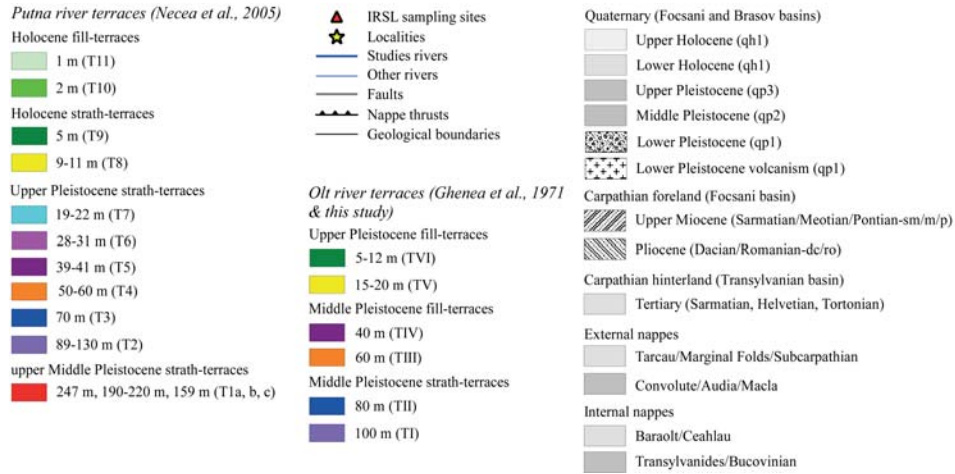 Putna river terraces (Necea et al., 2005)
Holocene fill-terraces
1 m (T11)
2 m (T10)
Holocene strath-terraces
5 m (T9)
9-11 m (T8)
Upper Pleistocene strath-terraces
19-22 m (T7)
28-31 m (T6)
39-41 m (T5)
50-60 m (T4)
70 m (T3)
89-130 m (T2)
upper Middle Pleistocene strath-terraces
247 m, 190-220 m, 159 m (T1a, b, c)
IRSL sampling sites
Localities
Studies rivers
Other rivers
Faults
Nappe thrusts
Geological boundaries
Olt river terraces (Ghenea et al., 1971
& this study)
Upper Pleistocene fill-terraces
5-12 m (TVI)
15-20 m (TV)
Middle Pleistocene fill-terraces
40 m (TIV)
60 m (TIII)
Middle Pleistocene strath-terraces
80 m (TII)
100 m (TI)
Quaternary (Focsani and Brasov basins)
Upper Holocene (qh1)
Lower Holocene (qh1)
Upper Pleistocene (qp3)
Middle Pleistocene (qp2)
Lower Pleistocene (qp1)
Lower Pleistocene volcanism (qp1)
Carpathian foreland (Focsani basin)
Upper Miocene (Sarmatian/Meotian/Pontian-sm/m/p)
Pliocene (Dacian/Romanian-dc/ro)
Carpathian hinterland (Transylvanian basin)
Tertiary (Sarmatian, Helvetian, Tortonian)
External nappes
Tarcau/Marginal Folds/Subcarpathian
Convolute/Audia/Macla
Internal nappes
Baraolt/Ceahlau
Transylvanides/Bucovinian